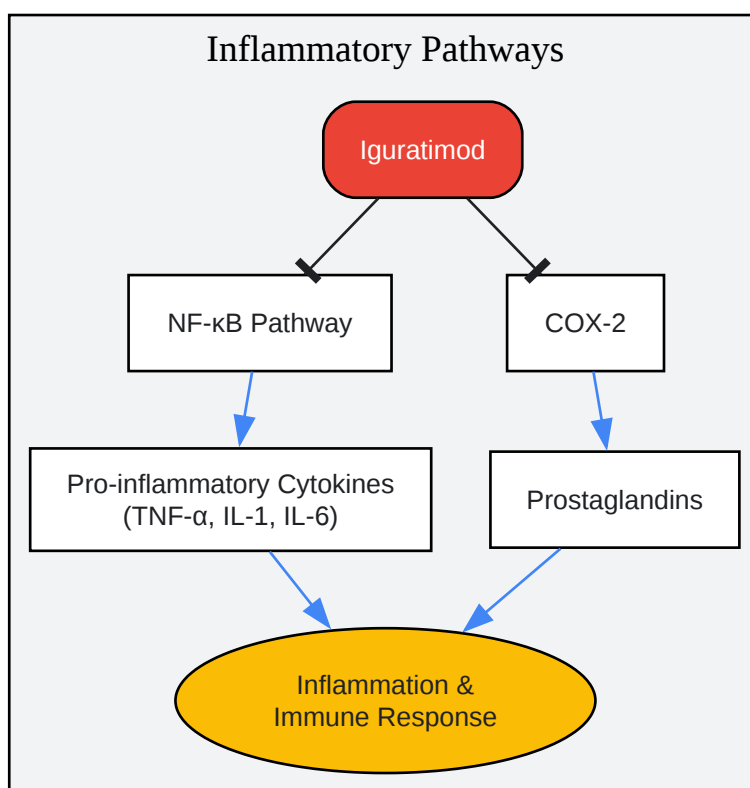 Inflammatory Pathways
Iguratimod
NF-κB Pathway
COX-2
Pro-inflammatory Cytokines
(TNF-α, IL-1, IL-6)
Prostaglandins
Inflammation &
Immune Response